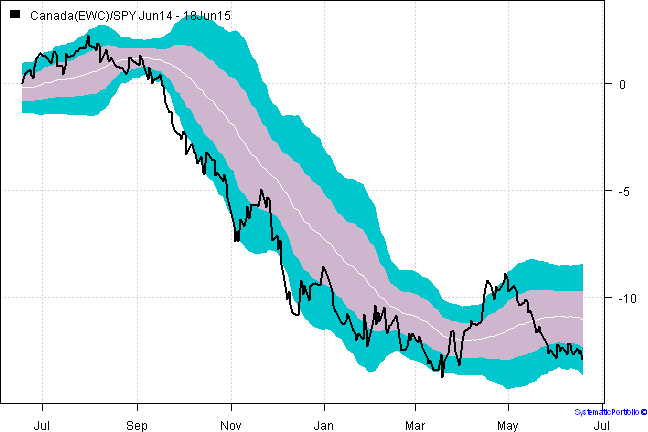 Canada(EWC)/SPY Jun14 - 18Jun15
0
-5
-10
Jul Sep Nov Jan Mar May Jul
SystematicPortfolio ©